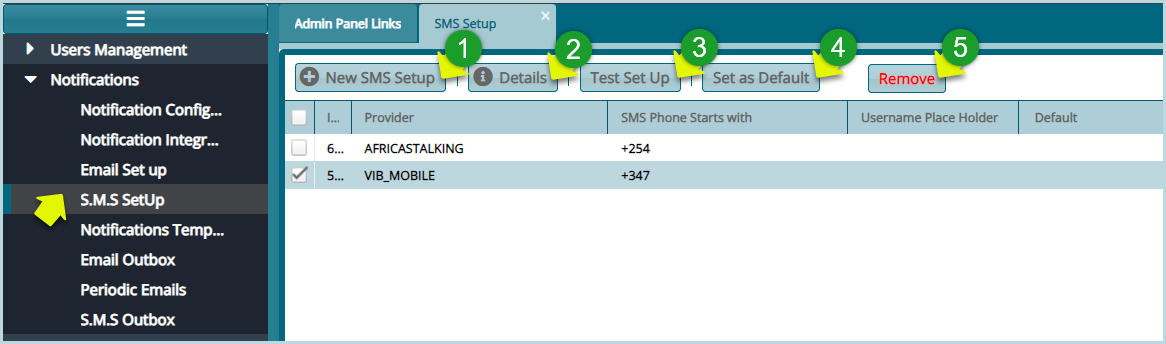 Admin Panel Links
SMS Setup
Users Management
Notifications
Notification Config...
Notification Integr...
Email Set up
S.M.S SetUp
Notifications Temp...
Email Outbox
Periodic Emails
S.M.S Outbox
1 2 3 4 5
New SMS Setup Details Test Set Up Set as Default Remove
I... Provider SMS Phone Starts with Username Place Holder Default
6... AFRICASTALKING +254
5... VIB_MOBILE +347